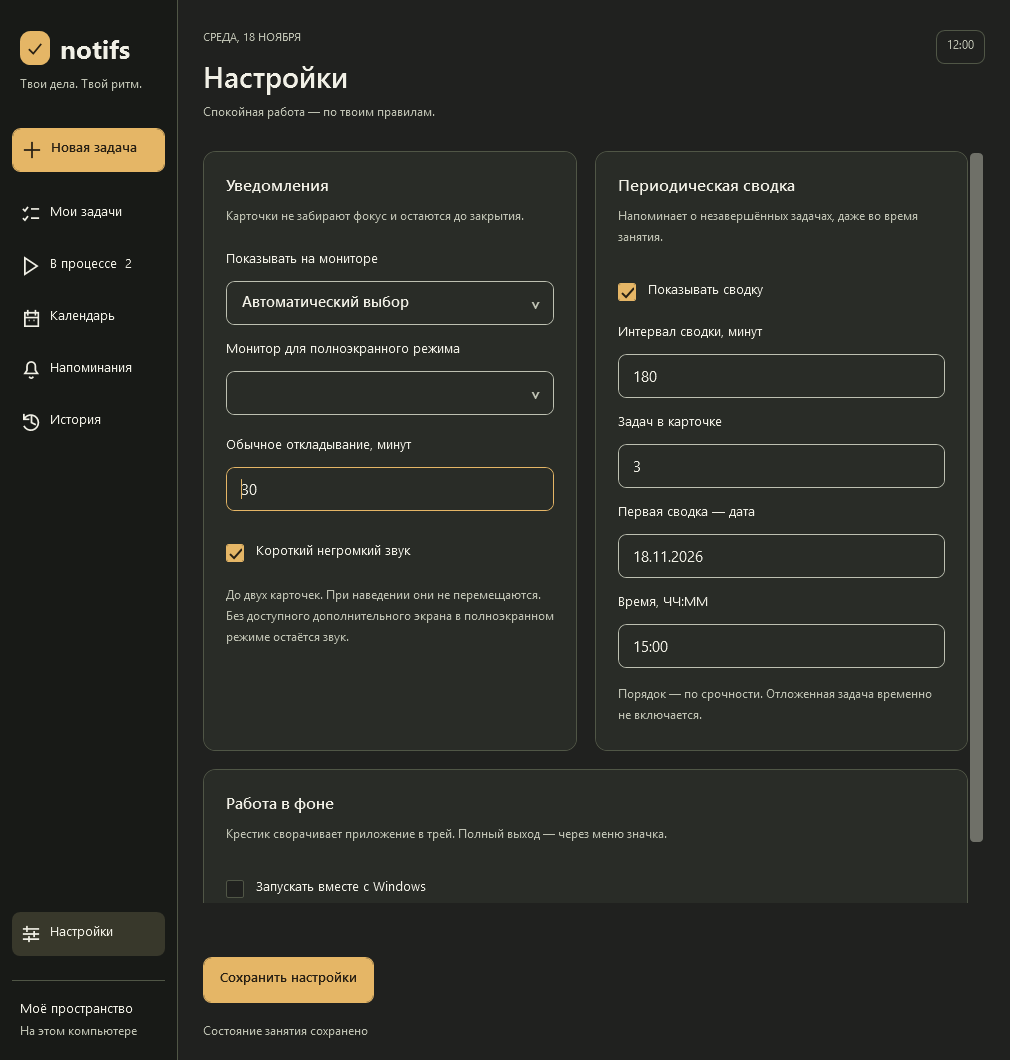 notifs
Твои дела. Твой ритм.
Новая задача
Мои задачи
В процессе 2
Календарь
Напоминания
История
Настройки
Моё пространство
На этом компьютере
СРЕДА, 18 НОЯБРЯ
12:00
Настройки
Спокойная работа — по твоим правилам.
Уведомления
Карточки не забирают фокус и остаются до закрытия.
Показывать на мониторе
Автоматический выбор
Монитор для полноэкранного режима
Обычное откладывание, минут
30
Короткий негромкий звук
До двух карточек. При наведении они не перемещаются.
Без доступного дополнительного экрана в полноэкранном
режиме остаётся звук.
Периодическая сводка
Напоминает о незавершённых задачах, даже во время
занятия.
Показывать сводку
Интервал сводки, минут
180
Задач в карточке
3
Первая сводка — дата
18.11.2026
Время, ЧЧ:ММ
15:00
Порядок — по срочности. Отложенная задача временно
не включается.
Работа в фоне
Крестик сворачивает приложение в трей. Полный выход — через меню значка.
Запускать вместе с Windows
Сохранить настройки
Состояние занятия сохранено